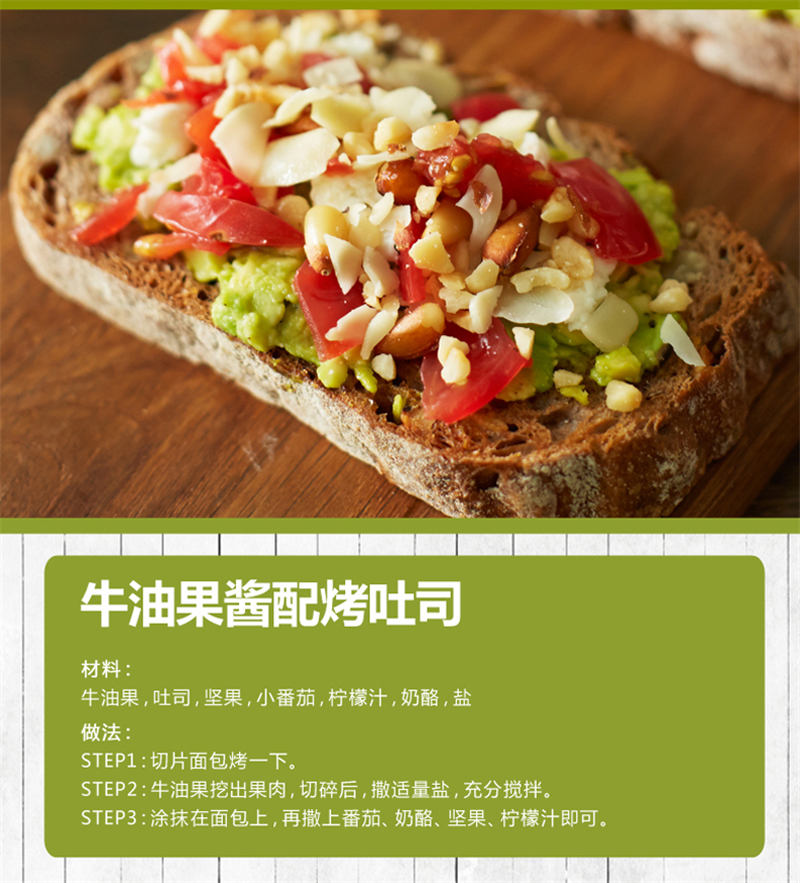 牛油果酱配烤吐司
材料：
牛油果，吐司，坚果，小番茄，柠檬汁，奶酪，盐
做法：
STEP1：切片面包烤一下。
STEP2：牛油果挖出果肉，切碎后，撒适量盐，充分搅拌。
STEP3：涂抹在面包上，再撒上番茄、奶酪、坚果、柠檬汁即可。